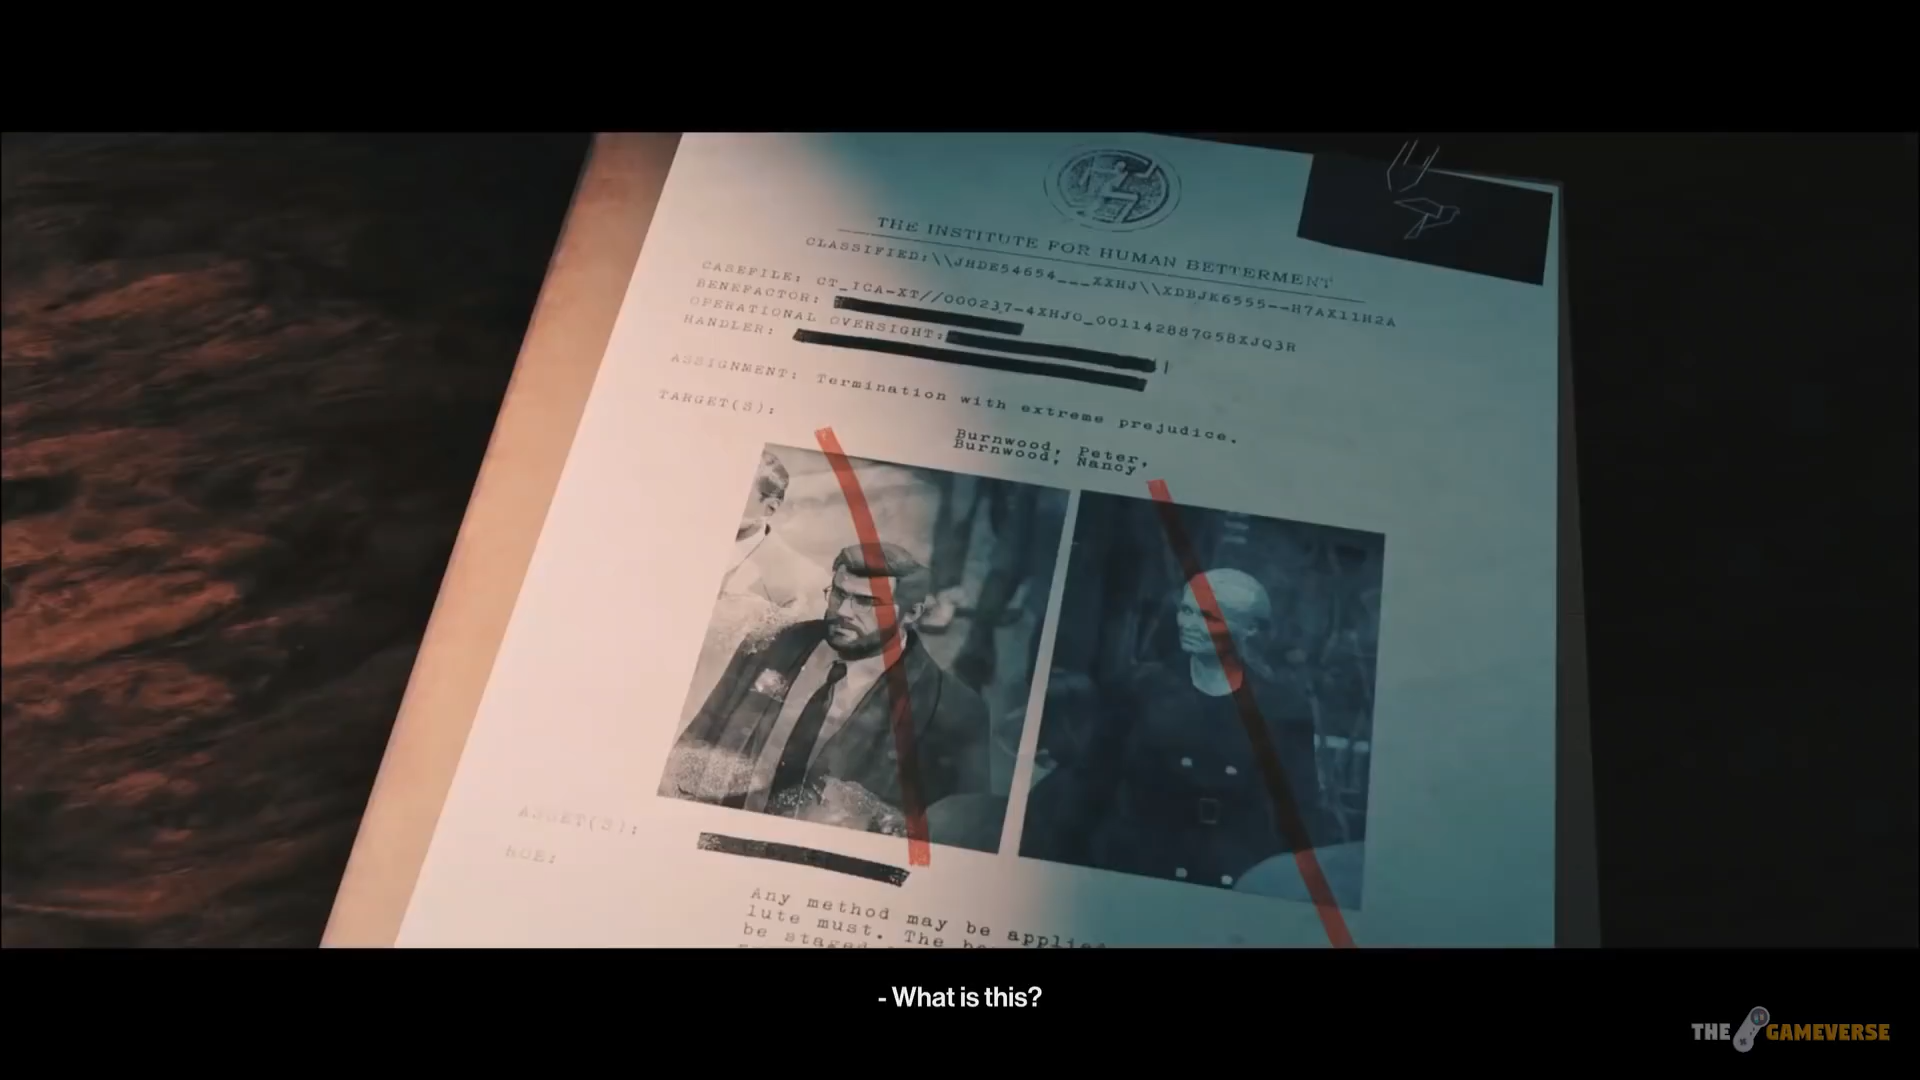 THE INSTITUTE FOR HUMAN BETTERMENT
CLASSIFIED:\\JHDE54654___XXHJ\\XDBJK6555--H7AX11H2A
CASEFILE: CT_ICA-XT//000237-4XHJO_001142887G58XJQ3R
BENEFACTOR:
OPERATIONAL OVERSIGHT:
HANDLER:
ASSIGNMENT: Termination with extreme prejudice.
TARGET(S):
Burnwood, Peter,
Burnwood, Nancy
ASSET(S):
ROE:
Any method may be applied
lute must. The
be staged
- What is this?
THE GAMEVERSE